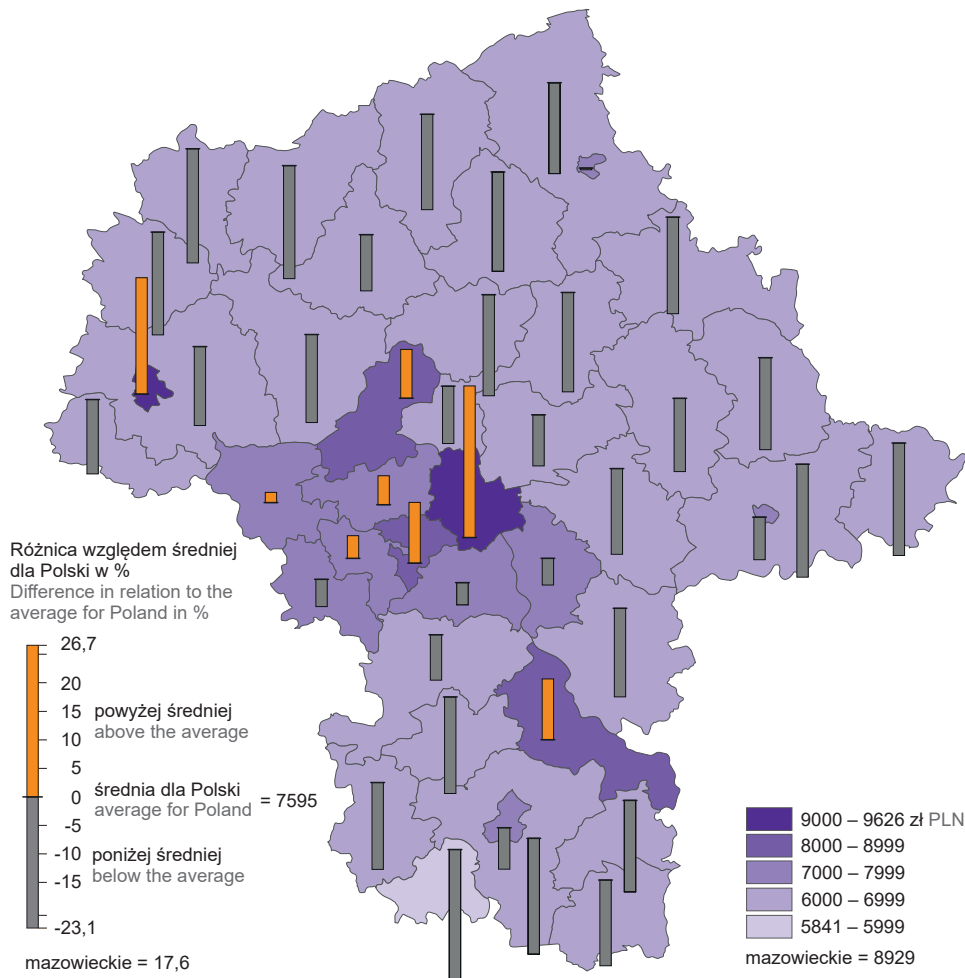 Różnica względem średniej
dla Polski w %
Difference in relation to the
average for Poland in %
26,7
20
15
10
5
0
-5
-10
-15
-23,1
powyżej średniej
above the average
średnia dla Polski
average for Poland
= 7595
poniżej średniej
below the average
mazowieckie = 17,6
9000 – 9626 zł PLN
8000 – 8999
7000 – 7999
6000 – 6999
5841 – 5999
mazowieckie = 8929